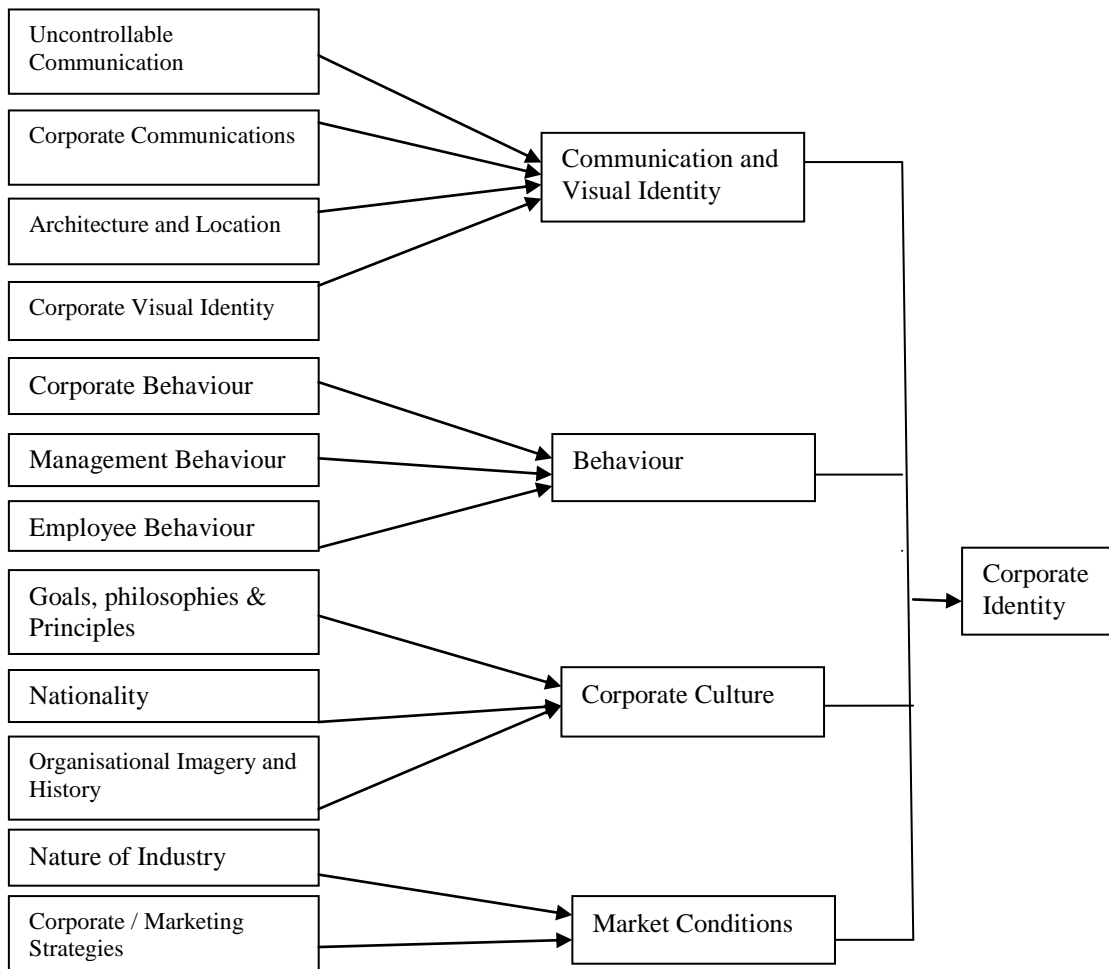 Uncontrollable
Communication
Corporate Communications
Architecture and Location
Corporate Visual Identity
Communication and
Visual Identity
Corporate Behaviour
Management Behaviour
Employee Behaviour
Behaviour
Goals, philosophies &
Principles
Nationality
Organisational Imagery and
History
Corporate Culture
Nature of Industry
Corporate / Marketing
Strategies
Market Conditions
Corporate
Identity